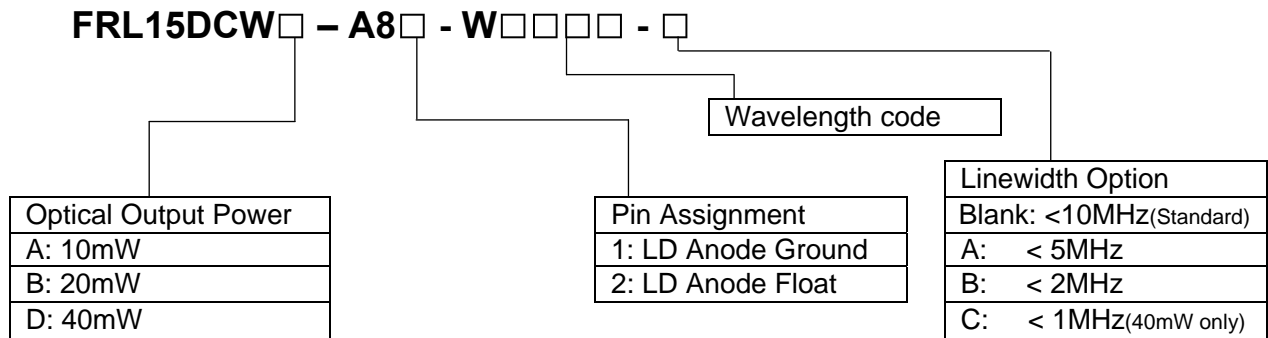 FRL15DCW□ – A8□ - W□□□□ - □
Wavelength code
Optical Output Power
A: 10mW
B: 20mW
D: 40mW
Pin Assignment
1: LD Anode Ground
2: LD Anode Float
Linewidth Option
Blank: <10MHz(Standard)
A: < 5MHz
B: < 2MHz
C: < 1MHz(40mW only)